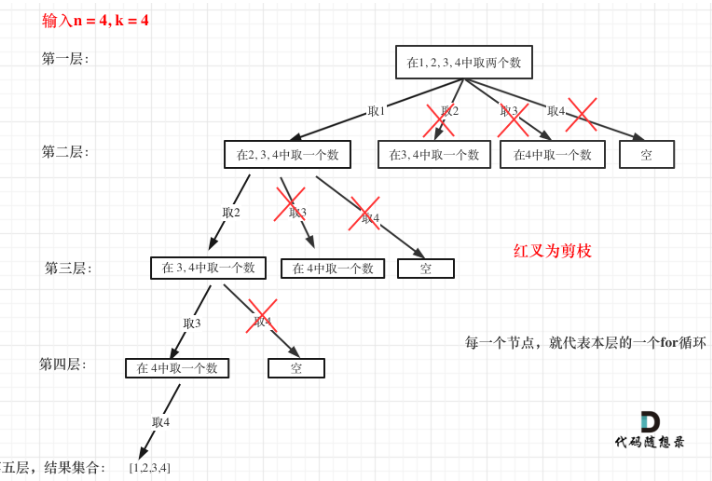 输入n = 4, k = 4
第一层：
在1, 2, 3, 4中取两个数
取1
取2
取3
取4
第二层：
在2, 3, 4中取一个数
在3, 4中取一个数
在4中取一个数
空
取2
取3
取4
红叉为剪枝
第三层：
在 3, 4中取一个数
在 4中取一个数
空
取3
取4
每一个节点，就代表本层的一个for循环
第四层：
在 4中取一个数
空
取4
代码随想录
五层，结果集合：
[1,2,3,4]